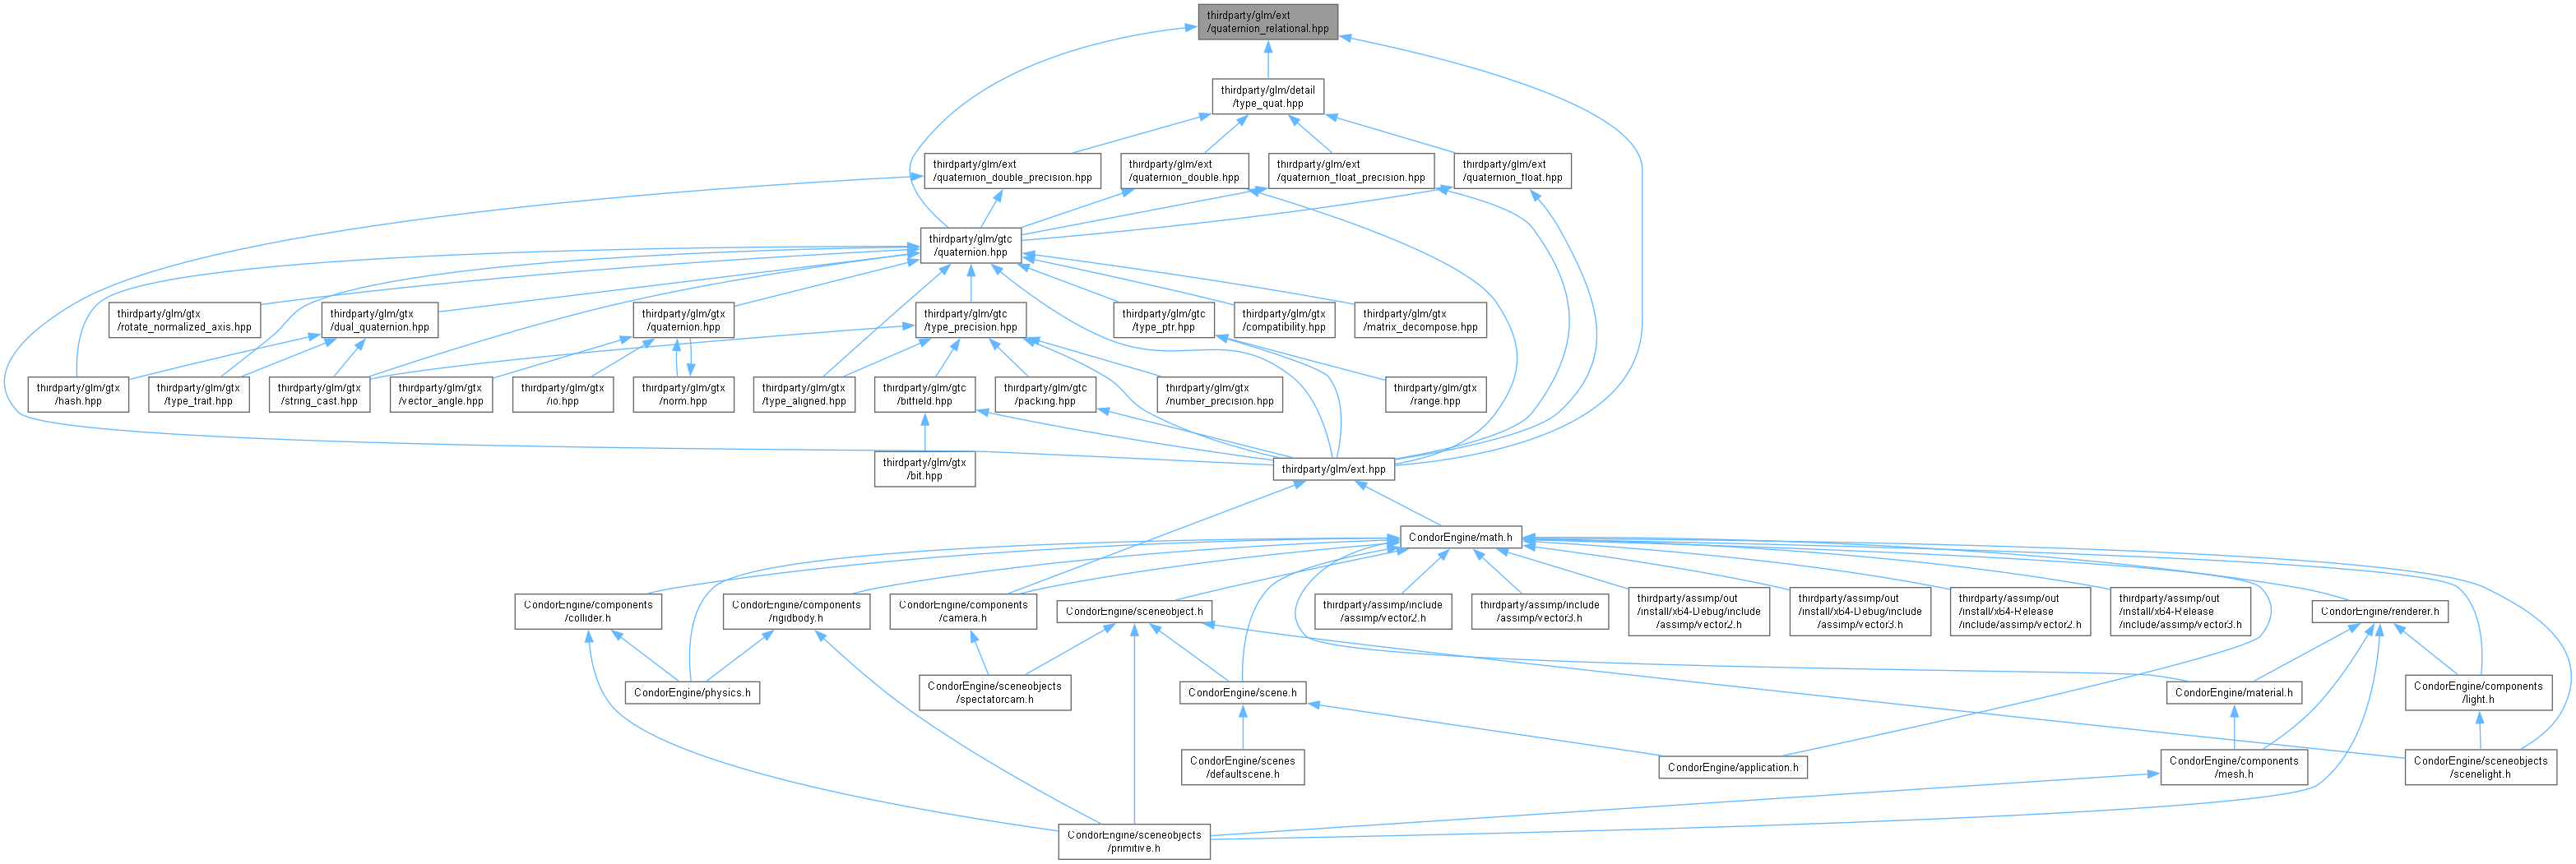 thirdparty/glm/ext
/quaternion_relational.hpp
thirdparty/glm/detail
/type_quat.hpp
thirdparty/glm/ext
/quaternion_double_precision.hpp
thirdparty/glm/ext
/quaternion_double.hpp
thirdparty/glm/ext
/quaternion_float_precision.hpp
thirdparty/glm/ext
/quaternion_float.hpp
thirdparty/glm/gtc
/quaternion.hpp
thirdparty/glm/gtx
/rotate_normalized_axis.hpp
thirdparty/glm/gtx
/dual_quaternion.hpp
thirdparty/glm/gtx
/quaternion.hpp
thirdparty/glm/gtc
/type_precision.hpp
thirdparty/glm/gtc
/type_ptr.hpp
thirdparty/glm/gtx
/compatibility.hpp
thirdparty/glm/gtx
/matrix_decompose.hpp
thirdparty/glm/gtx
/hash.hpp
thirdparty/glm/gtx
/type_trait.hpp
thirdparty/glm/gtx
/string_cast.hpp
thirdparty/glm/gtx
/vector_angle.hpp
thirdparty/glm/gtx
/io.hpp
thirdparty/glm/gtx
/norm.hpp
thirdparty/glm/gtx
/type_aligned.hpp
thirdparty/glm/gtc
/bitfield.hpp
thirdparty/glm/gtc
/packing.hpp
thirdparty/glm/gtx
/number_precision.hpp
thirdparty/glm/gtx
/range.hpp
thirdparty/glm/gtx
/bit.hpp
thirdparty/glm/ext.hpp
CondorEngine/math.h
CondorEngine/components
/collider.h
CondorEngine/components
/rigidbody.h
CondorEngine/components
/camera.h
CondorEngine/sceneobject.h
thirdparty/assimp/include
/assimp/vector2.h
thirdparty/assimp/include
/assimp/vector3.h
thirdparty/assimp/out
/install/x64-Debug/include
/assimp/vector2.h
thirdparty/assimp/out
/install/x64-Debug/include
/assimp/vector3.h
thirdparty/assimp/out
/install/x64-Release
/include/assimp/vector2.h
thirdparty/assimp/out
/install/x64-Release
/include/assimp/vector3.h
CondorEngine/renderer.h
CondorEngine/physics.h
CondorEngine/sceneobjects
/spectatorcam.h
CondorEngine/scene.h
CondorEngine/material.h
CondorEngine/components
/light.h
CondorEngine/scenes
/defaultscene.h
CondorEngine/application.h
CondorEngine/components
/mesh.h
CondorEngine/sceneobjects
/scenelight.h
CondorEngine/sceneobjects
/primitive.h